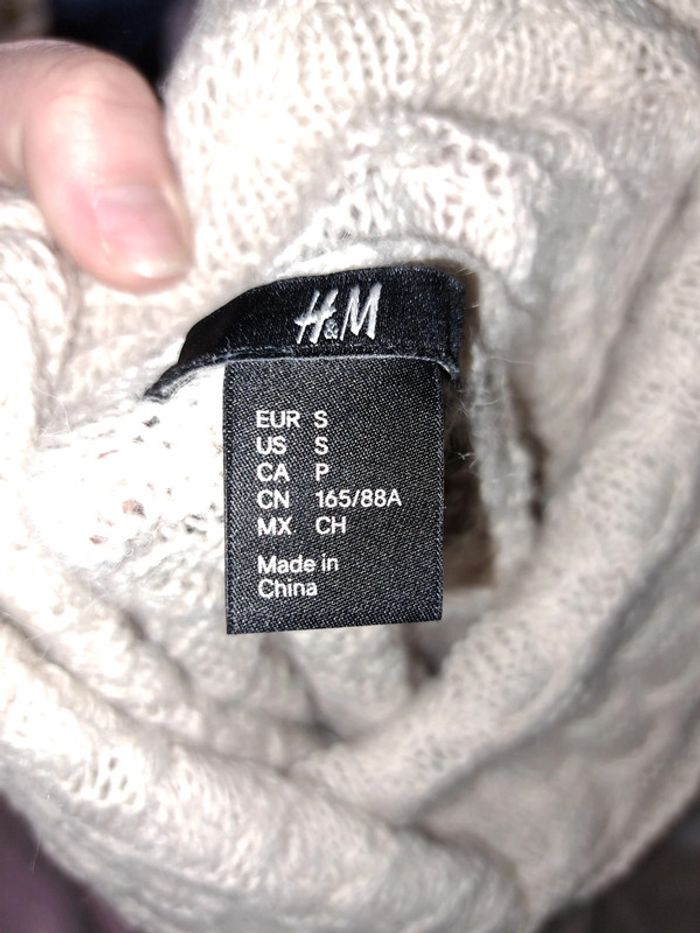 H&M
EUR S
US S
CA P
CN 165/88A
MX CH
Made in
China